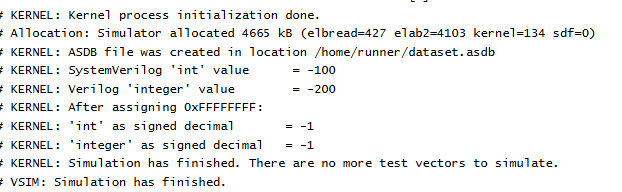 # KERNEL: Kernel process initialization done.
# Allocation: Simulator allocated 4665 kB (elbread=427 elab2=4103 kernel=134 sdf=0)
# KERNEL: ASDB file was created in location /home/runner/dataset.asdb
# KERNEL: SystemVerilog 'int' value      = -100
# KERNEL: Verilog 'integer' value        = -200
# KERNEL: After assigning 0xFFFFFFFF:
# KERNEL: 'int' as signed decimal       = -1
# KERNEL: 'integer' as signed decimal   = -1
# KERNEL: Simulation has finished. There are no more test vectors to simulate.
# VSIM: Simulation has finished.